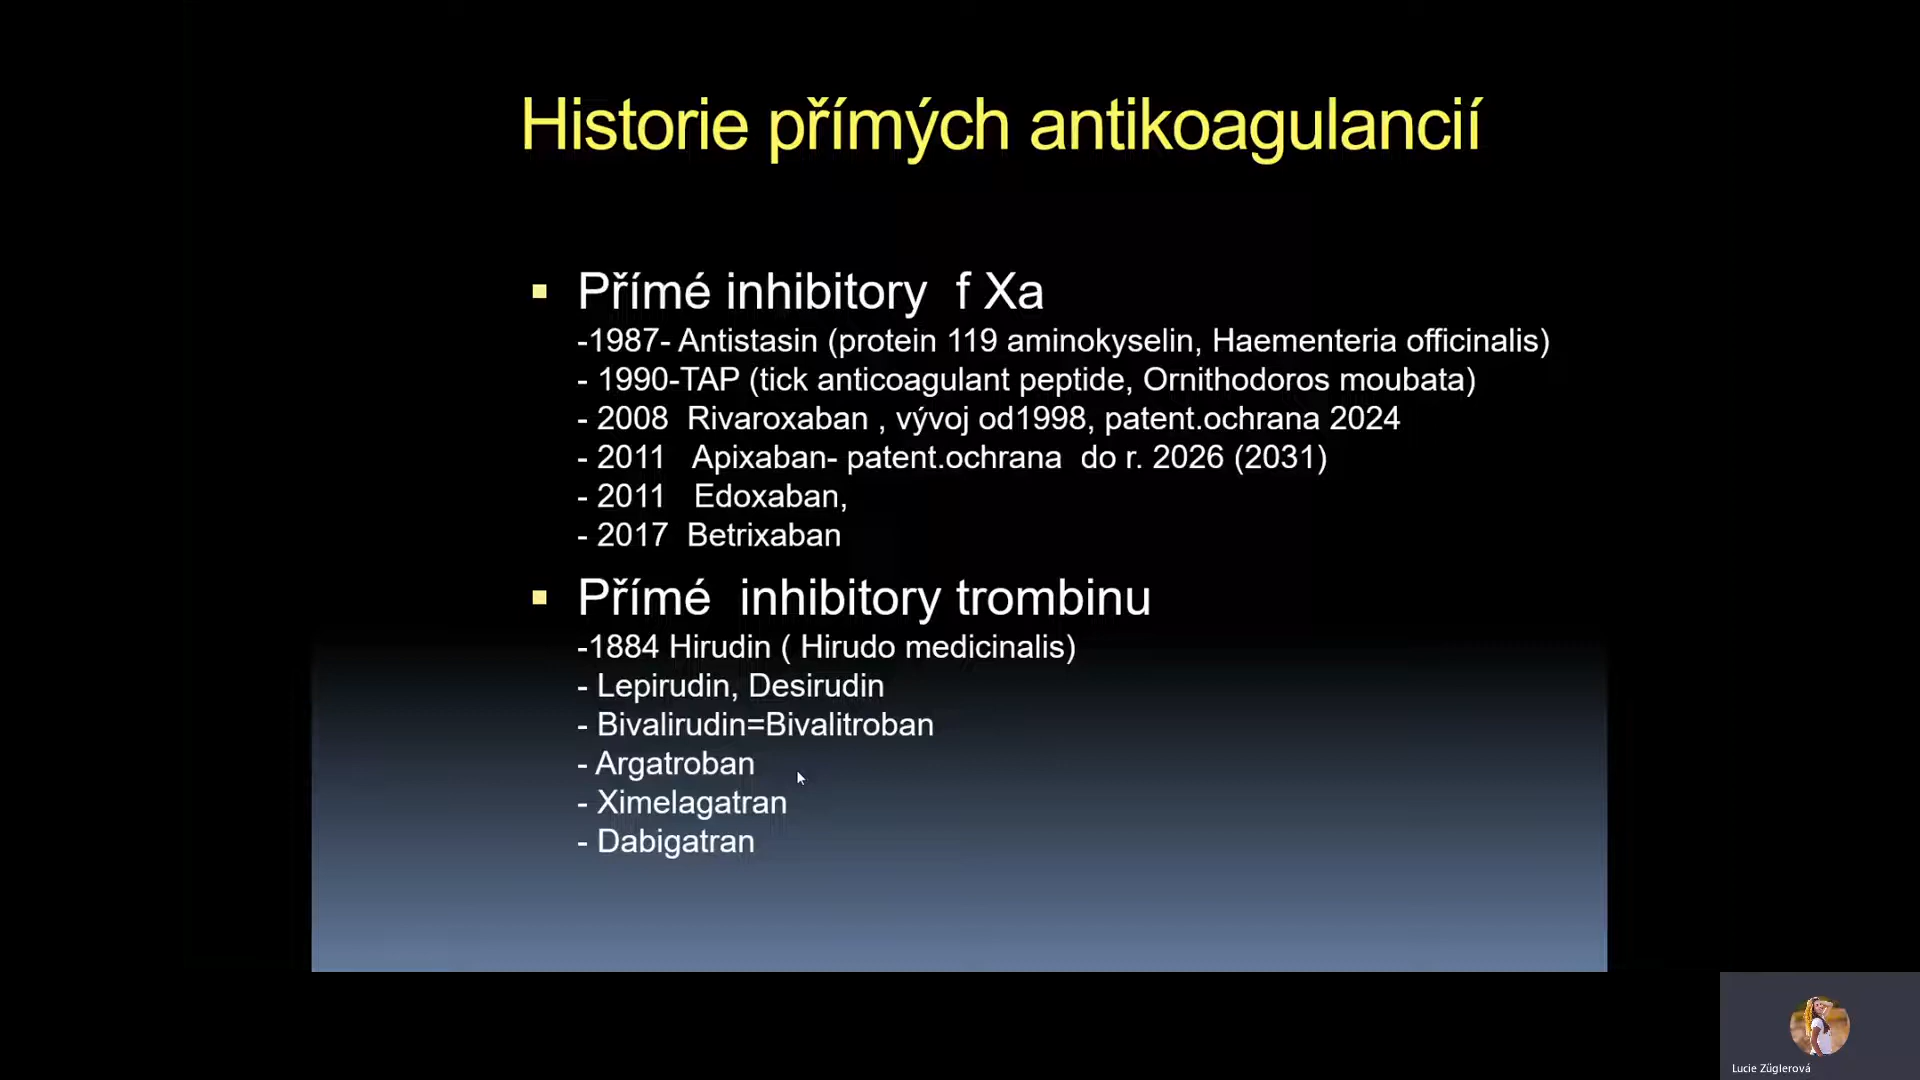 Historie přímých antikoagulancií
Přímé inhibitory f Xa
-1987- Antistasin (protein 119 aminokyselin, Haementeria officinalis)
- 1990-TAP (tick anticoagulant peptide, Ornithodoros moubata)
- 2008 Rivaroxaban , vývoj od1998, patent.ochrana 2024
- 2011 Apixaban- patent.ochrana do r. 2026 (2031)
- 2011 Edoxaban,
- 2017 Betrixaban
Přímé inhibitory trombinu
-1884 Hirudin ( Hirudo medicinalis)
- Lepirudin, Desirudin
- Bivalirudin=Bivalitroban
- Argatroban
- Ximelagatran
- Dabigatran
Lucie Züglerová